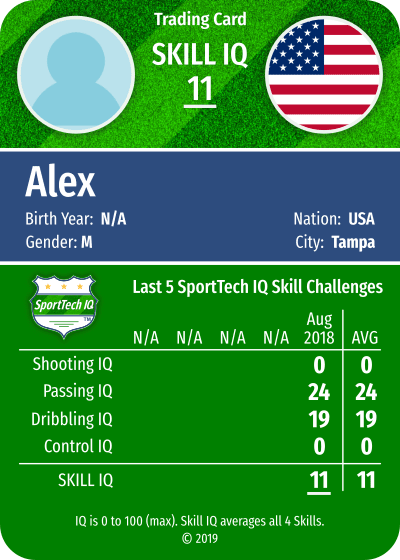 Trading Card
SKILL IQ
11
Alex
Birth Year: N/A
Nation: USA
Gender: M
City: Tampa
SportTech IQ
TM
Last 5 SportTech IQ Skill Challenges
N/A N/A N/A N/A Aug 2018 AVG
Shooting IQ 0 0
Passing IQ 24 24
Dribbling IQ 19 19
Control IQ 0 0
SKILL IQ 11 11
IQ is 0 to 100 (max). Skill IQ averages all 4 Skills.
© 2019